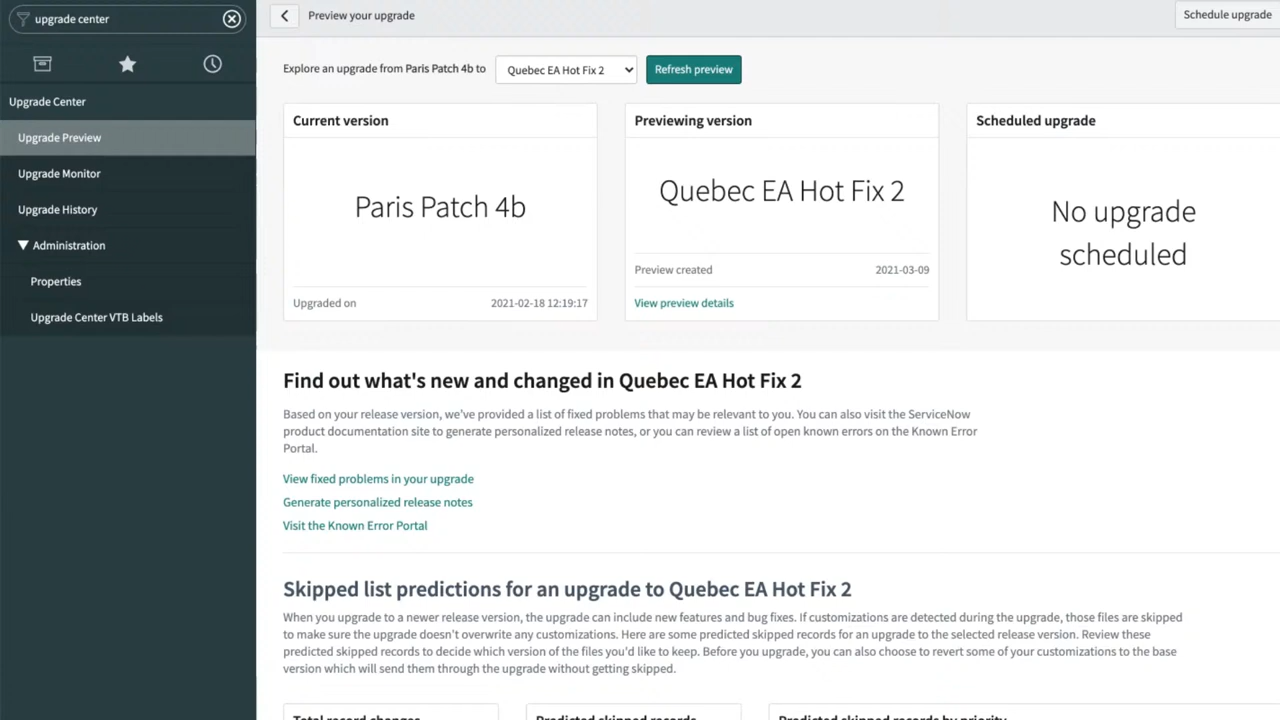 upgrade center
Preview your upgrade
Schedule upgrade
Explore an upgrade from Paris Patch 4b to
Quebec EA Hot Fix 2
Refresh preview
Upgrade Center
Upgrade Preview
Upgrade Monitor
Upgrade History
Administration
Properties
Upgrade Center VTB Labels
Current version
Paris Patch 4b
Upgraded on 2021-02-18 12:19:17
Previewing version
Quebec EA Hot Fix 2
Preview created 2021-03-09
View preview details
Scheduled upgrade
No upgrade
scheduled
Find out what's new and changed in Quebec EA Hot Fix 2
Based on your release version, we've provided a list of fixed problems that may be relevant to you. You can also visit the ServiceNow
product documentation site to generate personalized release notes, or you can review a list of open known errors on the Known Error
Portal.
View fixed problems in your upgrade
Generate personalized release notes
Visit the Known Error Portal
Skipped list predictions for an upgrade to Quebec EA Hot Fix 2
When you upgrade to a newer release version, the upgrade can include new features and bug fixes. If customizations are detected during the upgrade, those files are skipped
to make sure the upgrade doesn't overwrite any customizations. Here are some predicted skipped records for an upgrade to the selected release version. Review these
predicted skipped records to decide which version of the files you'd like to keep. Before you upgrade, you can also choose to revert some of your customizations to the base
version which will send them through the upgrade without getting skipped.
Total record changes
Predicted skipped records
Predicted skipped records by priority